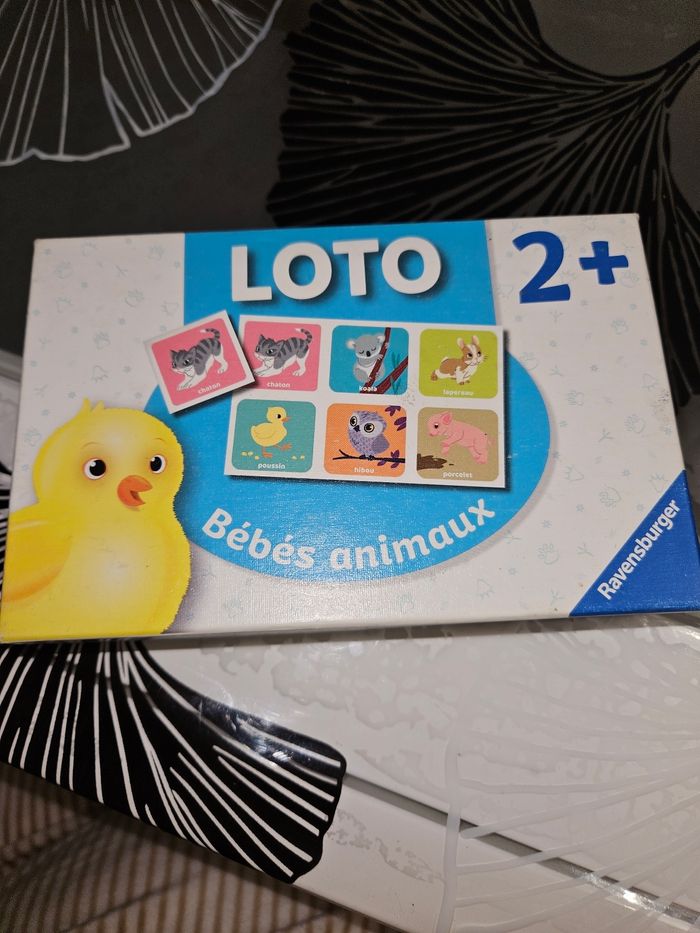 LOTO
2+
chaton
chaton
koala
lapereau
poussin
hibou
porcelet
Bébés animaux
Ravensburger